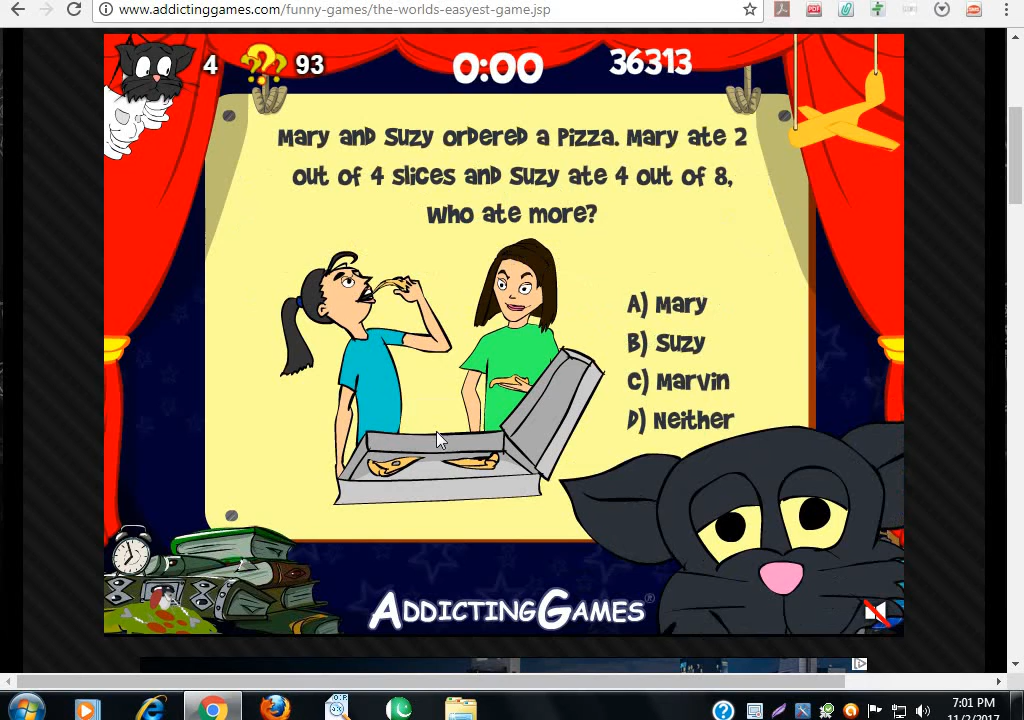 www.addictinggames.com/funny-games/the-worlds-easyest-game.jsp
4
93
0:00
36313
Mary and Suzy ordered a Pizza. Mary ate 2
out of 4 slices and Suzy ate 4 out of 8,
who ate more?
A) Mary
B) Suzy
C) Marvin
D) Neither
ADDICTINGGAMES®
7:01 PM